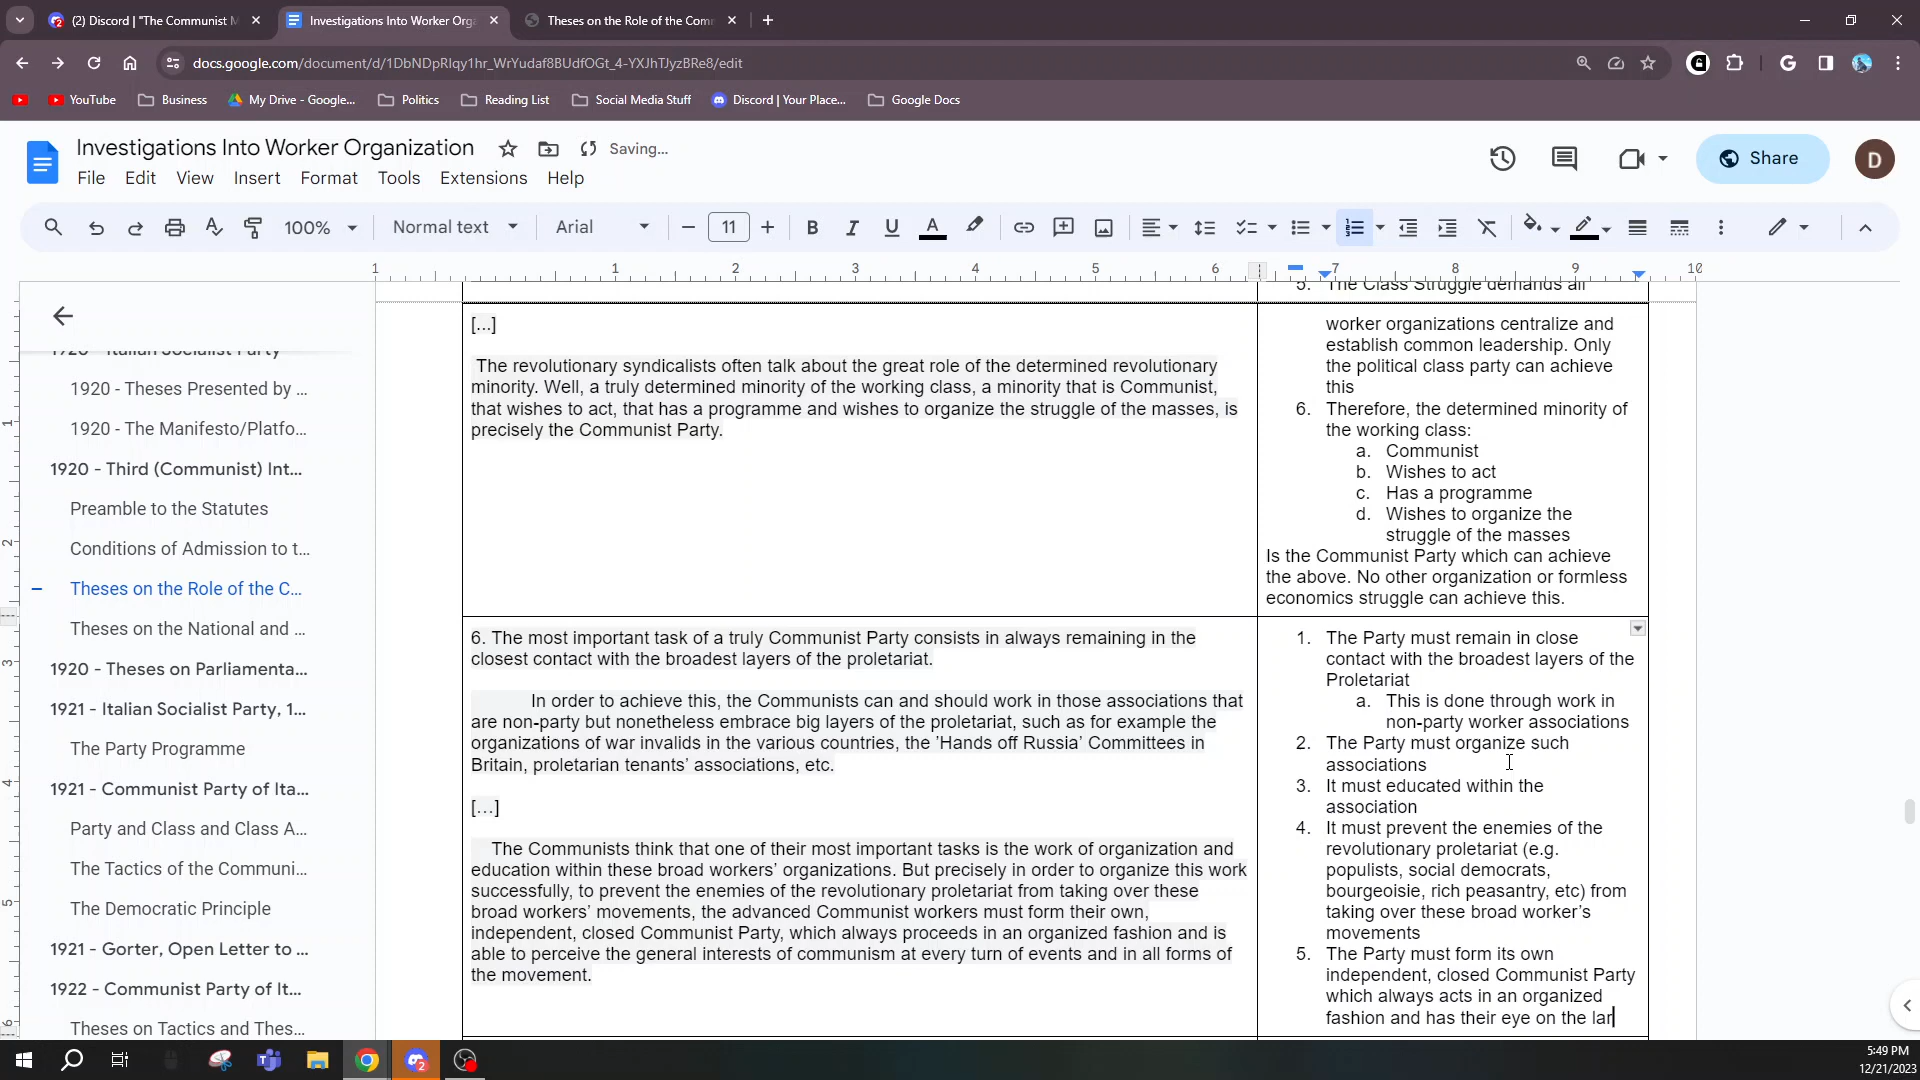 (2) Discord | "The Communist M
Investigations Into Worker Org
Theses on the Role of the Com
docs.google.com/document/d/1DbNDpRIqy1hr_WrYudaf8BUdfOGt_4-YXJhTJyzBRe8/edit
YouTube
Business
My Drive - Google...
Politics
Reading List
Social Media Stuff
Discord | Your Place...
Google Docs
Investigations Into Worker Organization
Saving...
Share
D
File Edit View Insert Format Tools Extensions Help
100%
Normal text
Arial
11
1 1 2 3 4 5 6 7 8 9 10
1920 - Italian Socialist Party
1920 - Theses Presented by ...
1920 - The Manifesto/Platfo...
1920 - Third (Communist) Int...
Preamble to the Statutes
Conditions of Admission to t...
Theses on the Role of the C...
Theses on the National and ...
1920 - Theses on Parliamenta...
1921 - Italian Socialist Party, 1...
The Party Programme
1921 - Communist Party of Ita...
Party and Class and Class A...
The Tactics of the Communi...
The Democratic Principle
1921 - Gorter, Open Letter to ...
1922 - Communist Party of It...
Theses on Tactics and Thes...
[...]
The revolutionary syndicalists often talk about the great role of the determined revolutionary
minority. Well, a truly determined minority of the working class, a minority that is Communist,
that wishes to act, that has a programme and wishes to organize the struggle of the masses, is
precisely the Communist Party.
5. The Class Struggle demands all
worker organizations centralize and
establish common leadership. Only
the political class party can achieve
this
6. Therefore, the determined minority of
the working class:
a. Communist
b. Wishes to act
c. Has a programme
d. Wishes to organize the
struggle of the masses
Is the Communist Party which can achieve
the above. No other organization or formless
economics struggle can achieve this.
6. The most important task of a truly Communist Party consists in always remaining in the
closest contact with the broadest layers of the proletariat.
In order to achieve this, the Communists can and should work in those associations that
are non-party but nonetheless embrace big layers of the proletariat, such as for example the
organizations of war invalids in the various countries, the 'Hands off Russia' Committees in
Britain, proletarian tenants' associations, etc.
[…]
The Communists think that one of their most important tasks is the work of organization and
education within these broad workers' organizations. But precisely in order to organize this work
successfully, to prevent the enemies of the revolutionary proletariat from taking over these
broad workers' movements, the advanced Communist workers must form their own,
independent, closed Communist Party, which always proceeds in an organized fashion and is
able to perceive the general interests of communism at every turn of events and in all forms of
the movement.
1. The Party must remain in close
contact with the broadest layers of the
Proletariat
a. This is done through work in
non-party worker associations
2. The Party must organize such
associations
3. It must educated within the
association
4. It must prevent the enemies of the
revolutionary proletariat (e.g.
populists, social democrats,
bourgeoisie, rich peasantry, etc) from
taking over these broad worker's
movements
5. The Party must form its own
independent, closed Communist Party
which always acts in an organized
fashion and has their eye on the lar
5:49 PM
12/21/2023